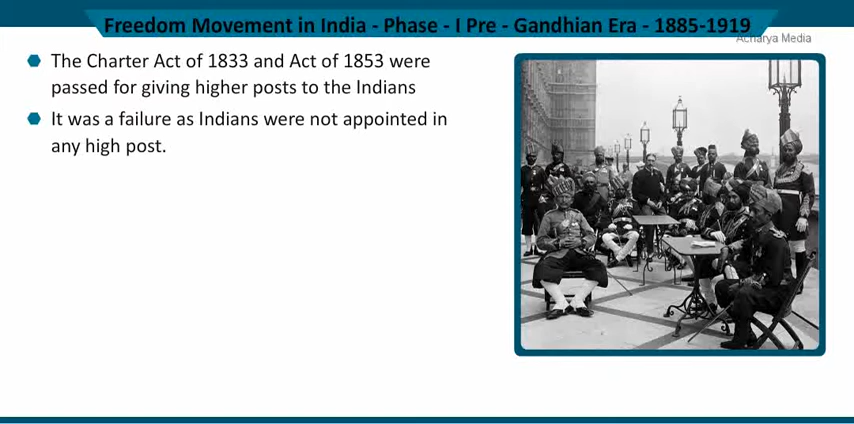 Freedom Movement in India - Phase - I Pre - Gandhian Era - 1885-1919
Acharya Media
The Charter Act of 1833 and Act of 1853 were
passed for giving higher posts to the Indians
It was a failure as Indians were not appointed in
any high post.